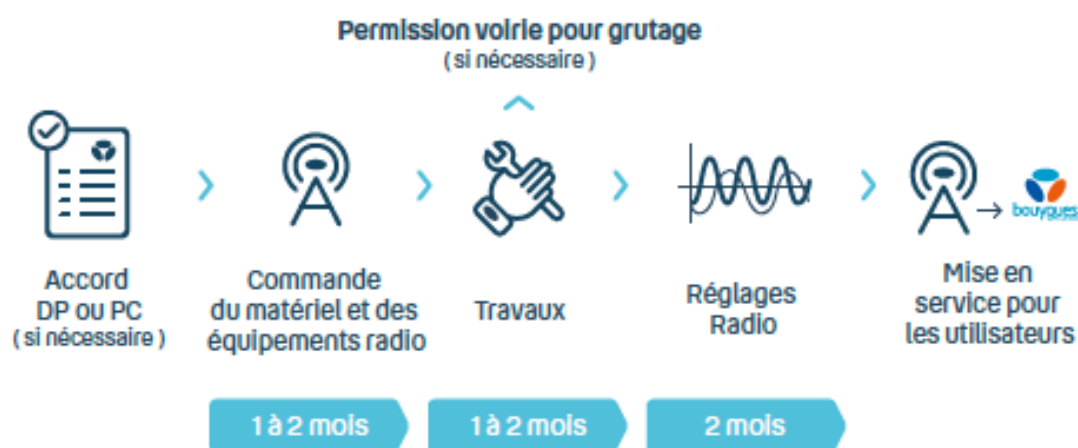 Permission voirie pour grutage
( si nécessaire )
Accord
DP ou PC
( si nécessaire )
Commande
du matériel et des
équipements radio
Travaux
Réglages
Radio
bouygues
Mise en
service pour
les utilisateurs
1 à 2 mois
1 à 2 mois
2 mois